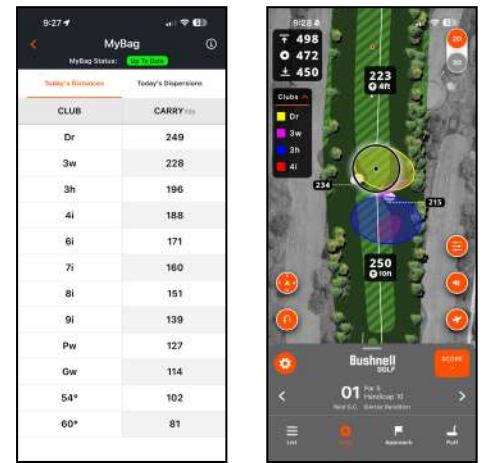 9:27
MyBag
MyBag Status: Up To Date
Today's Distances Today's Dispersions
CLUB CARRY YDS
Dr 249
3w 228
3h 196
4i 188
6i 171
7i 160
8i 151
9i 139
Pw 127
Gw 114
54° 102
60° 81
9:28
498
472
450
2D
3D
223
4ft
Clubs
Dr
3w
3h
4i
234
215
250
10ft
Bushnell
GOLF
SCORE
01 Par 5
Handicap 10
List
Approach
Putt